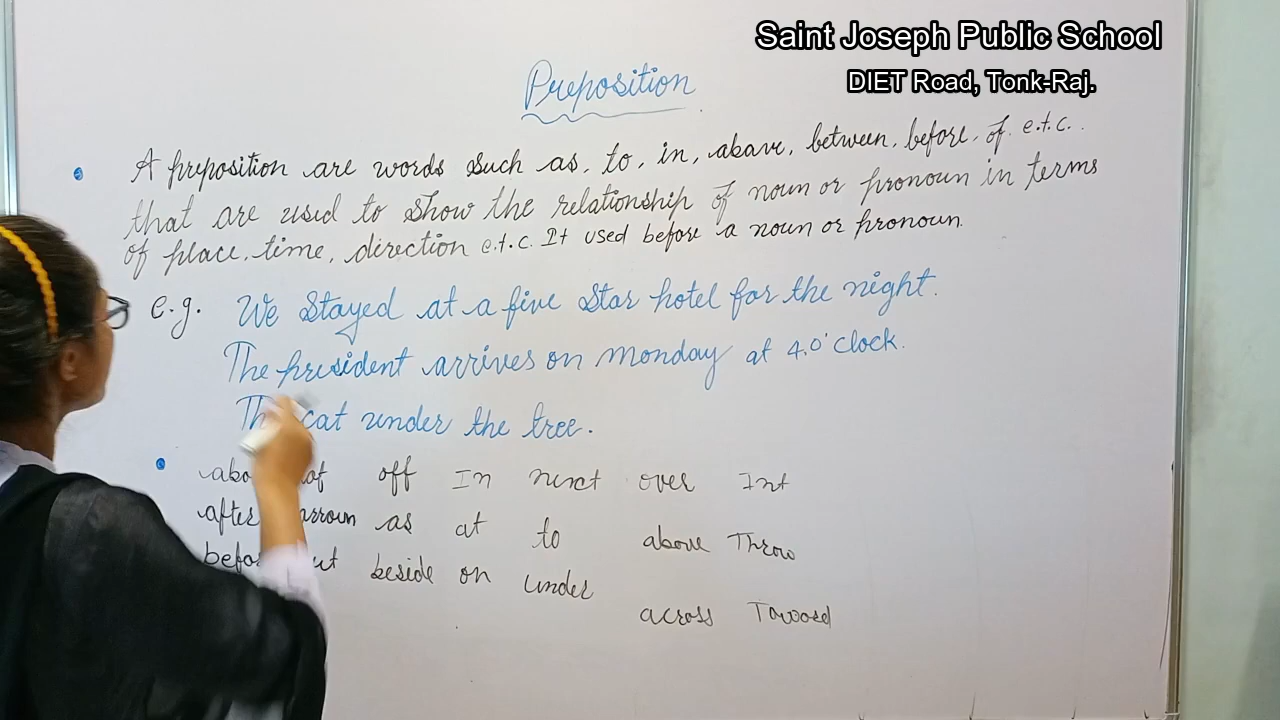 Saint Joseph Public School
DIET Road, Tonk-Raj.
Preposition
A preposition are words such as, to, in, abave, between, before, of e.t.c..
that are used to show the relationship of noun or pronoun in terms
of place, time, direction e.t.c. It used before a noun or pronoun.
e.g. We stayed at a five Star hotel for the night.
The president arrives on monday at 4.0'clock.
cat under the tree.
of off In next over Int
after as at to above Throw
beside on under
across Toword